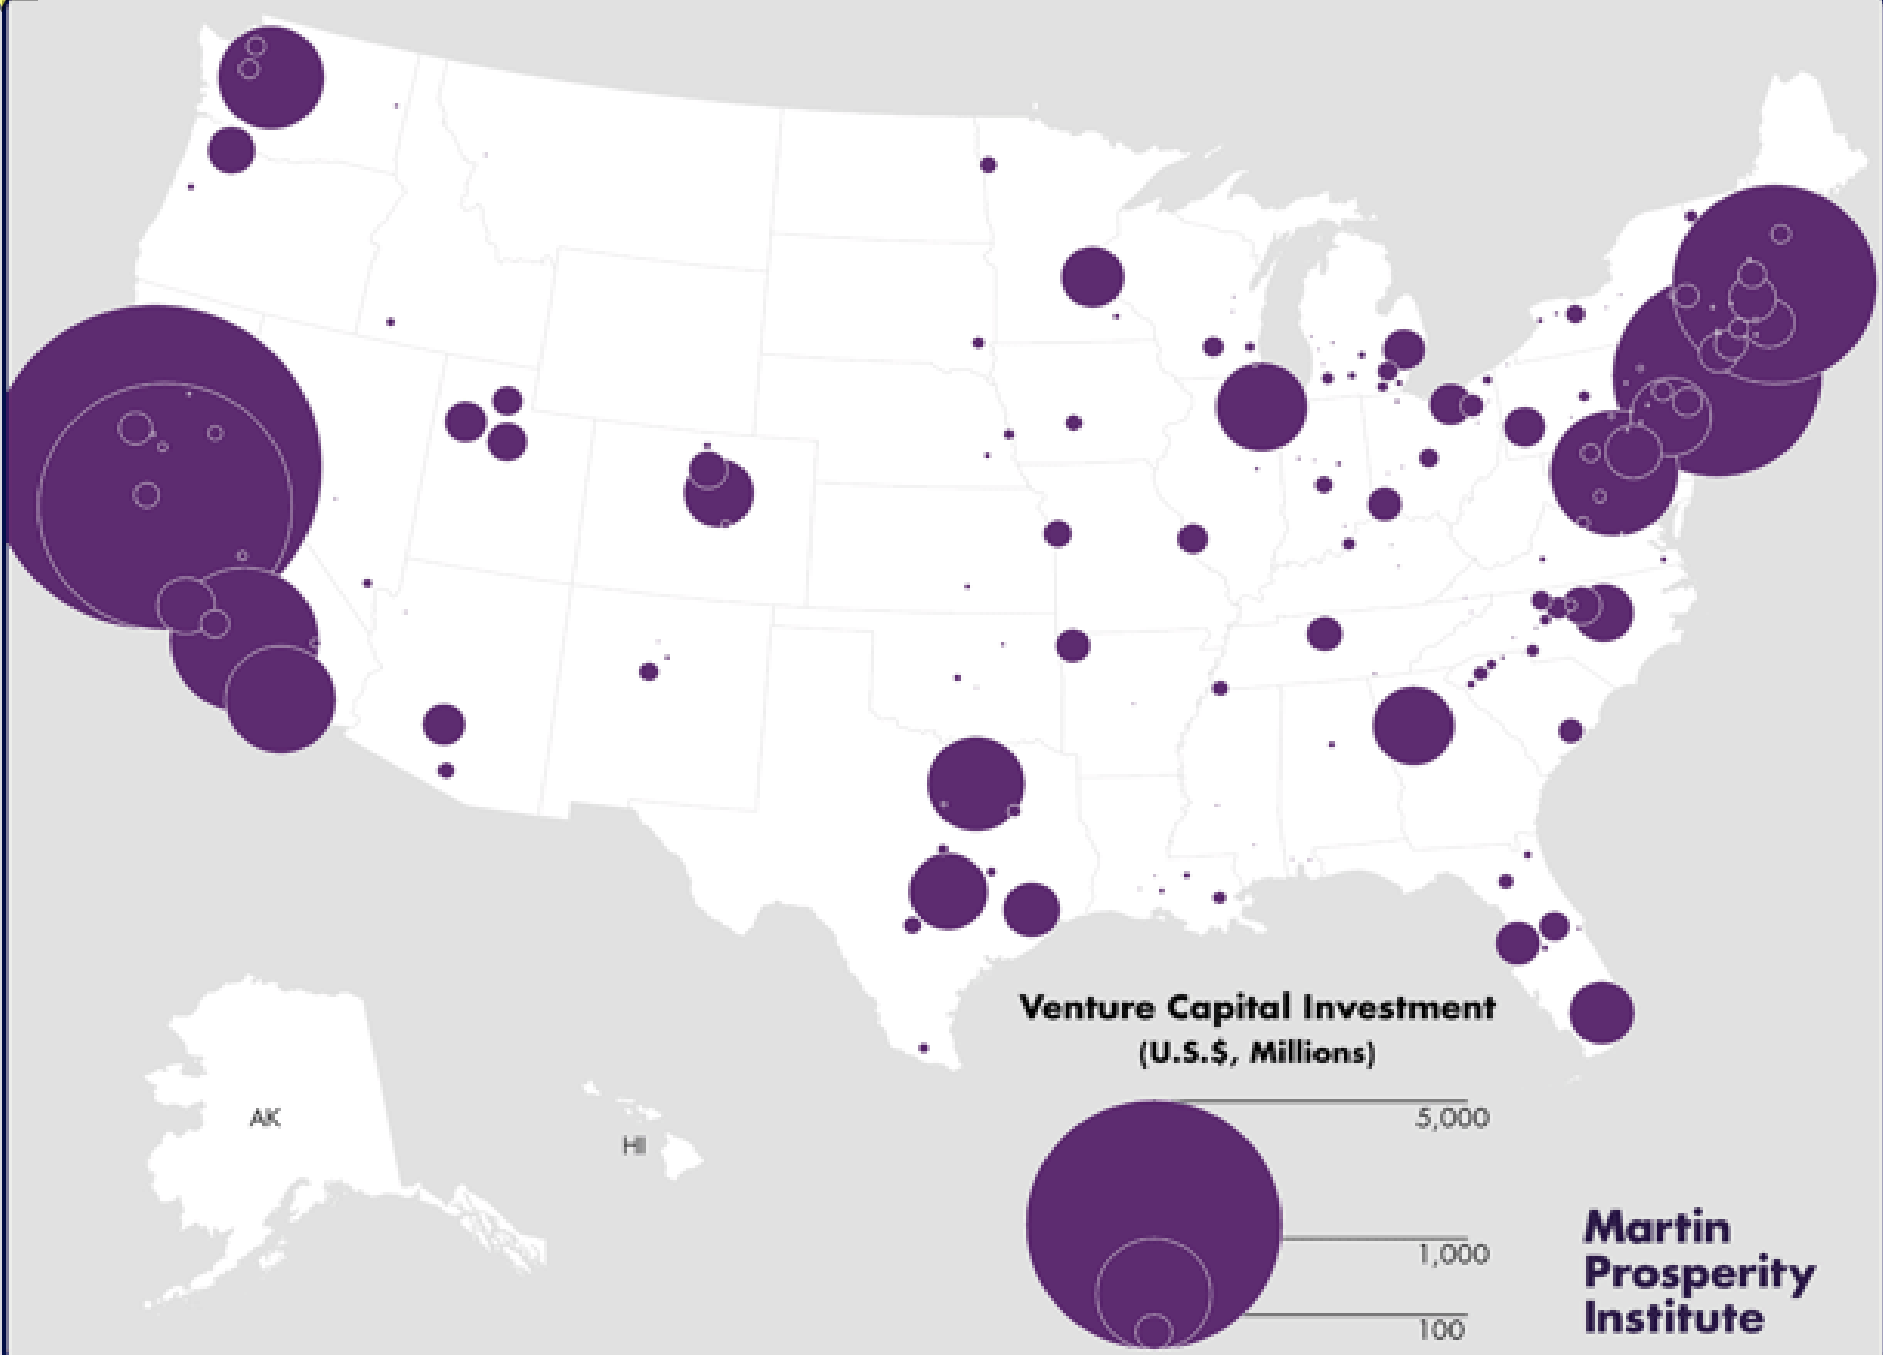 AK
HI
Venture Capital Investment
(U.S.$, Millions)
5,000
1,000
100
Martin
Prosperity
Institute